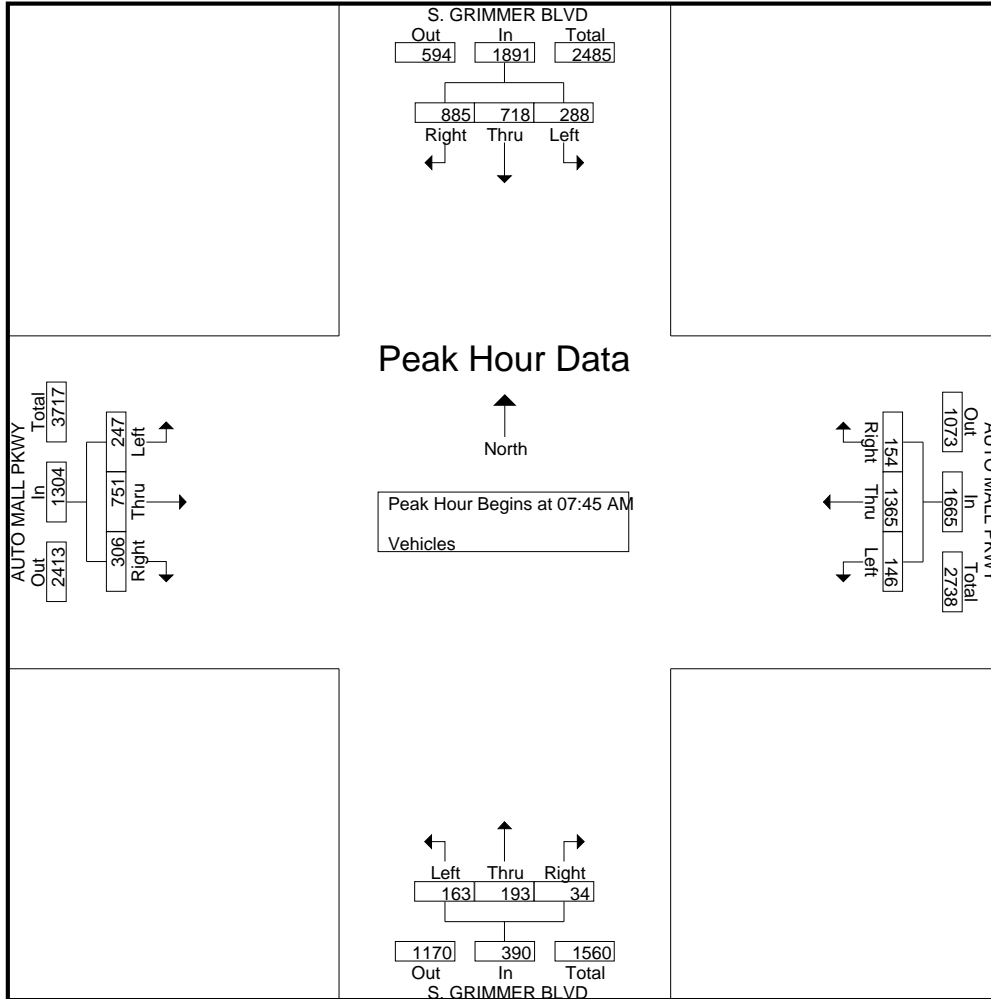 S. GRIMMER BLVD
Out In Total
594 1891 2485
885 718 288
Right Thru Left
Peak Hour Data
North
Peak Hour Begins at 07:45 AM
Vehicles
AUTO MALL PKWY
Out In Total
2413 1304 3717
306 751 247
Right Thru Left
AUTO MALL PKWY
Out In Total
1073 1665 2738
154 1365 146
Right Thru Left
Left Thru Right
163 193 34
1170 390 1560
Out In Total
S. GRIMMER BLVD